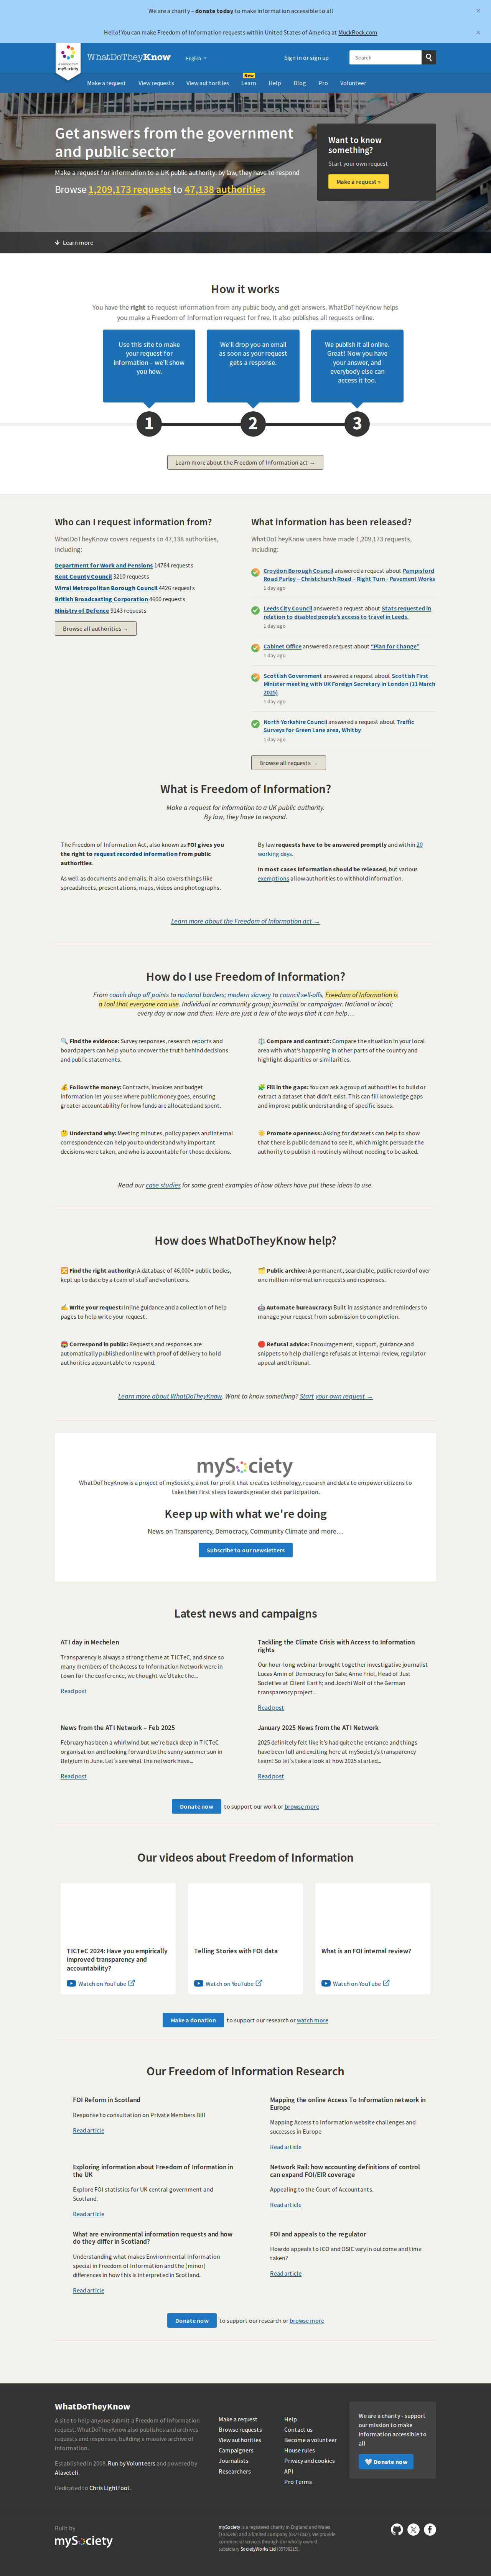 We are a charity – donate today to make information accessible to all
×
Hello! You can make Freedom of Information requests within United States of America at MuckRock.com
×
A service from
mySociety
WhatDoTheyKnow
English
Sign in or sign up
Search
New
Make a request
View requests
View authorities
Learn
Help
Blog
Pro
Volunteer
Get answers from the government
and public sector
Make a request for information to a UK public authority: by law, they have to respond
Browse 1,209,173 requests to 47,138 authorities
Want to know
something?
Start your own request
Make a request »
Learn more
How it works
You have the right to request information from any public body, and get answers. WhatDoTheyKnow helps
you make a Freedom of Information request for free. It also publishes all requests online.
Use this site to make
your request for
information – we'll show
you how.
We'll drop you an email
as soon as your request
gets a response.
We publish it all online.
Great! Now you have
your answer, and
everybody else can
access it too.
1
2
3
Learn more about the Freedom of Information act →
Who can I request information from?
WhatDoTheyKnow covers requests to 47,138 authorities,
including:
Department for Work and Pensions 14764 requests
Kent County Council 3210 requests
Wirral Metropolitan Borough Council 4426 requests
British Broadcasting Corporation 4600 requests
Ministry of Defence 9143 requests
Browse all authorities →
What information has been released?
WhatDoTheyKnow users have made 1,209,173 requests,
including:
Croydon Borough Council answered a request about Pampisford
Road Purley – Christchurch Road – Right Turn - Pavement Works
1 day ago
Leeds City Council answered a request about Stats requested in
relation to disabled people's access to travel in Leeds.
1 day ago
Cabinet Office answered a request about "Plan for Change"
1 day ago
Scottish Government answered a request about Scottish First
Minister meeting with UK Foreign Secretary in London (11 March
2025)
1 day ago
North Yorkshire Council answered a request about Traffic
Surveys for Green Lane area, Whitby
1 day ago
Browse all requests →
What is Freedom of Information?
Make a request for information to a UK public authority.
By law, they have to respond.
The Freedom of Information Act, also known as FOI gives you
the right to request recorded information from public
authorities.
As well as documents and emails, it also covers things like
spreadsheets, presentations, maps, videos and photographs.
By law requests have to be answered promptly and within 20
working days.
In most cases information should be released, but various
exemptions allow authorities to withhold information.
Learn more about the Freedom of Information act →
How do I use Freedom of Information?
From coach drop off points to national borders; modern slavery to council sell-offs, Freedom of Information is
a tool that everyone can use. Individual or community group; journalist or campaigner. National or local;
every day or now and then. Here are just a few of the ways that it can help…
🔍 Find the evidence: Survey responses, research reports and
board papers can help you to uncover the truth behind decisions
and public statements.
⚖️ Compare and contrast: Compare the situation in your local
area with what's happening in other parts of the country and
highlight disparities or similarities.
💰 Follow the money: Contracts, invoices and budget
information let you see where public money goes, ensuring
greater accountability for how funds are allocated and spent.
🧩 Fill in the gaps: You can ask a group of authorities to build or
extract a dataset that didn't exist. This can fill knowledge gaps
and improve public understanding of specific issues.
🤔 Understand why: Meeting minutes, policy papers and internal
correspondence can help you to understand why important
decisions were taken, and who is accountable for those decisions.
☀️ Promote openness: Asking for datasets can help to show
that there is public demand to see it, which might persuade the
authority to publish it routinely without needing to be asked.
Read our case studies for some great examples of how others have put these ideas to use.
How does WhatDoTheyKnow help?
🔀 Find the right authority: A database of 46,000+ public bodies,
kept up to date by a team of staff and volunteers.
🗂️ Public archive: A permanent, searchable, public record of over
one million information requests and responses.
✍️ Write your request: Inline guidance and a collection of help
pages to help write your request.
🤖 Automate bureaucracy: Built in assistance and reminders to
manage your request from submission to completion.
Correspond in public: Requests and responses are
automatically published online with proof of delivery to hold
authorities accountable to respond.
🛑 Refusal advice: Encouragement, support, guidance and
snippets to help challenge refusals at internal review, regulator
appeal and tribunal.
Learn more about WhatDoTheyKnow. Want to know something? Start your own request →
mySociety
WhatDoTheyKnow is a project of mySociety, a not for profit that creates technology, research and data to empower citizens to
take their first steps towards greater civic participation.
Keep up with what we're doing
News on Transparency, Democracy, Community Climate and more…
Subscribe to our newsletters
Latest news and campaigns
ATI day in Mechelen
Transparency is always a strong theme at TICTeC, and since so
many members of the Access to Information Network were in
town for the conference, we thought we'd take the...
Read post
Tackling the Climate Crisis with Access to Information
rights
Our hour-long webinar brought together investigative journalist
Lucas Amin of Democracy for Sale; Anne Friel, Head of Just
Societies at Client Earth; and Joschi Wolf of the German
transparency project...
Read post
News from the ATI Network – Feb 2025
February has been a whirlwind but we're back deep in TICTeC
organisation and looking forward to the sunny summer sun in
Belgium in June. Let's see what the network have...
Read post
January 2025 News from the ATI Network
2025 definitely felt like it's had quite the entrance and things
have been full and exciting here at mySociety's transparency
team! So let's take a look at how 2025 started...
Read post
Donate now to support our work or browse more
Our videos about Freedom of Information
TICTeC 2024: Have you empirically
improved transparency and
accountability?
Watch on YouTube
Telling Stories with FOI data
Watch on YouTube
What is an FOI internal review?
Watch on YouTube
Make a donation to support our research or watch more
Our Freedom of Information Research
FOI Reform in Scotland
Response to consultation on Private Members Bill
Read article
Mapping the online Access To Information network in
Europe
Mapping Access to Information website challenges and
successes in Europe
Read article
Exploring information about Freedom of Information in
the UK
Explore FOI statistics for UK central government and
Scotland.
Read article
Network Rail: how accounting definitions of control
can expand FOI/EIR coverage
Appealing to the Court of Accountants.
Read article
What are environmental information requests and how
do they differ in Scotland?
Understanding what makes Environmental Information
special in Freedom of Information and the (minor)
differences in how this is interpreted in Scotland.
Read article
FOI and appeals to the regulator
How do appeals to ICO and OSIC vary in outcome and time
taken?
Read article
Donate now to support our research or browse more
WhatDoTheyKnow
A site to help anyone submit a Freedom of Information
request. WhatDoTheyKnow also publishes and archives
requests and responses, building a massive archive of
information.
Established in 2008. Run by Volunteers and powered by
Alaveteli.
Dedicated to Chris Lightfoot.
Make a request
Browse requests
View authorities
Campaigners
Journalists
Researchers
Help
Contact us
Become a volunteer
House rules
Privacy and cookies
API
Pro Terms
We are a charity - support
our mission to make
information accessible to
all
🤍 Donate now
Built by
mySociety
mySociety is a registered charity in England and Wales
(1076346) and a limited company (03277032). We provide
commercial services through our wholly owned
subsidiary SocietyWorks Ltd (05798215).